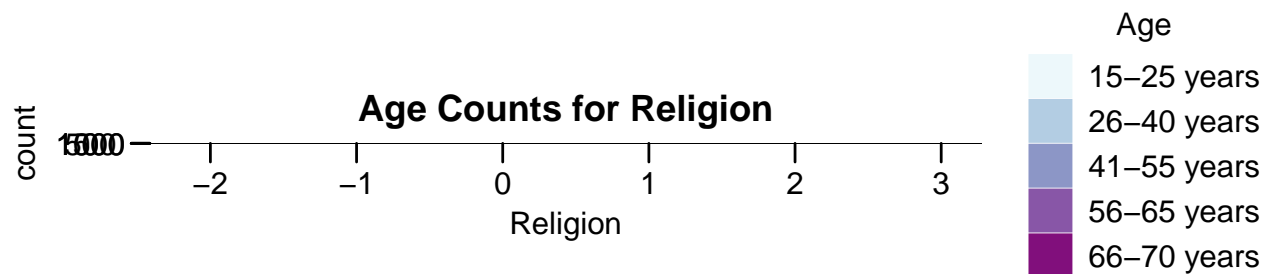 Age Counts for Religion
count
−2 −1 0 1 2 3
Religion
Age
15−25 years
26−40 years
41−55 years
56−65 years
66−70 years